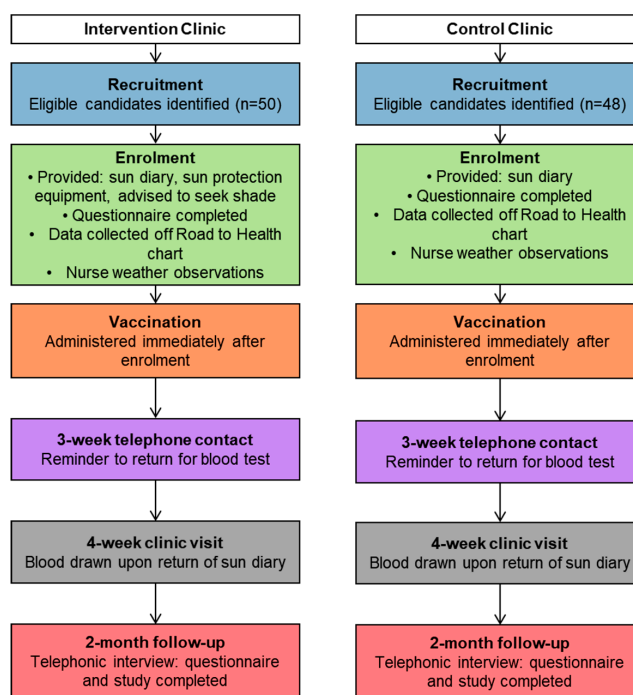 Intervention Clinic
Recruitment
Eligible candidates identified (n=50)
Enrolment
• Provided: sun diary, sun protection
equipment, advised to seek shade
• Questionnaire completed
• Data collected off Road to Health
chart
• Nurse weather observations
Vaccination
Administered immediately after
enrolment
3-week telephone contact
Reminder to return for blood test
4-week clinic visit
Blood drawn upon return of sun diary
2-month follow-up
Telephonic interview: questionnaire
and study completed
Control Clinic
Recruitment
Eligible candidates identified (n=48)
Enrolment
• Provided: sun diary
• Questionnaire completed
• Data collected off Road to Health
chart
• Nurse weather observations
Vaccination
Administered immediately after
enrolment
3-week telephone contact
Reminder to return for blood test
4-week clinic visit
Blood drawn upon return of sun diary
2-month follow-up
Telephonic interview: questionnaire
and study completed